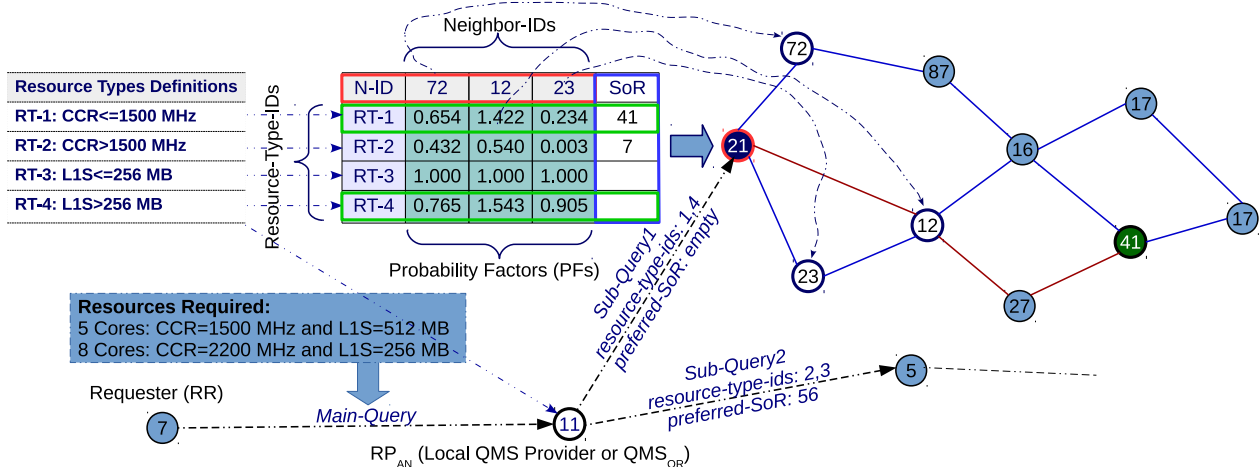 Neighbor-IDs
Resource Types Definitions
RT-1: CCR<=1500 MHz
RT-2: CCR>1500 MHz
RT-3: L1S<=256 MB
RT-4: L1S>256 MB
Resource-Type-IDs
N-ID 72 12 23 SoR
RT-1 0.654 1.422 0.234 41
RT-2 0.432 0.540 0.003 7
RT-3 1.000 1.000 1.000
RT-4 0.765 1.543 0.905
Probability Factors (PFs)
72
87
17
21
16
12
17
41
23
27
Sub-Query1
resource-type-ids: 1,4
preferred-SoR: empty
Resources Required:
5 Cores: CCR=1500 MHz and L1S=512 MB
8 Cores: CCR=2200 MHz and L1S=256 MB
Sub-Query2
resource-type-ids: 2,3
preferred-SoR: 56
5
Requester (RR)
7
Main-Query
11
RP_AN (Local QMS Provider or QMS_QR)